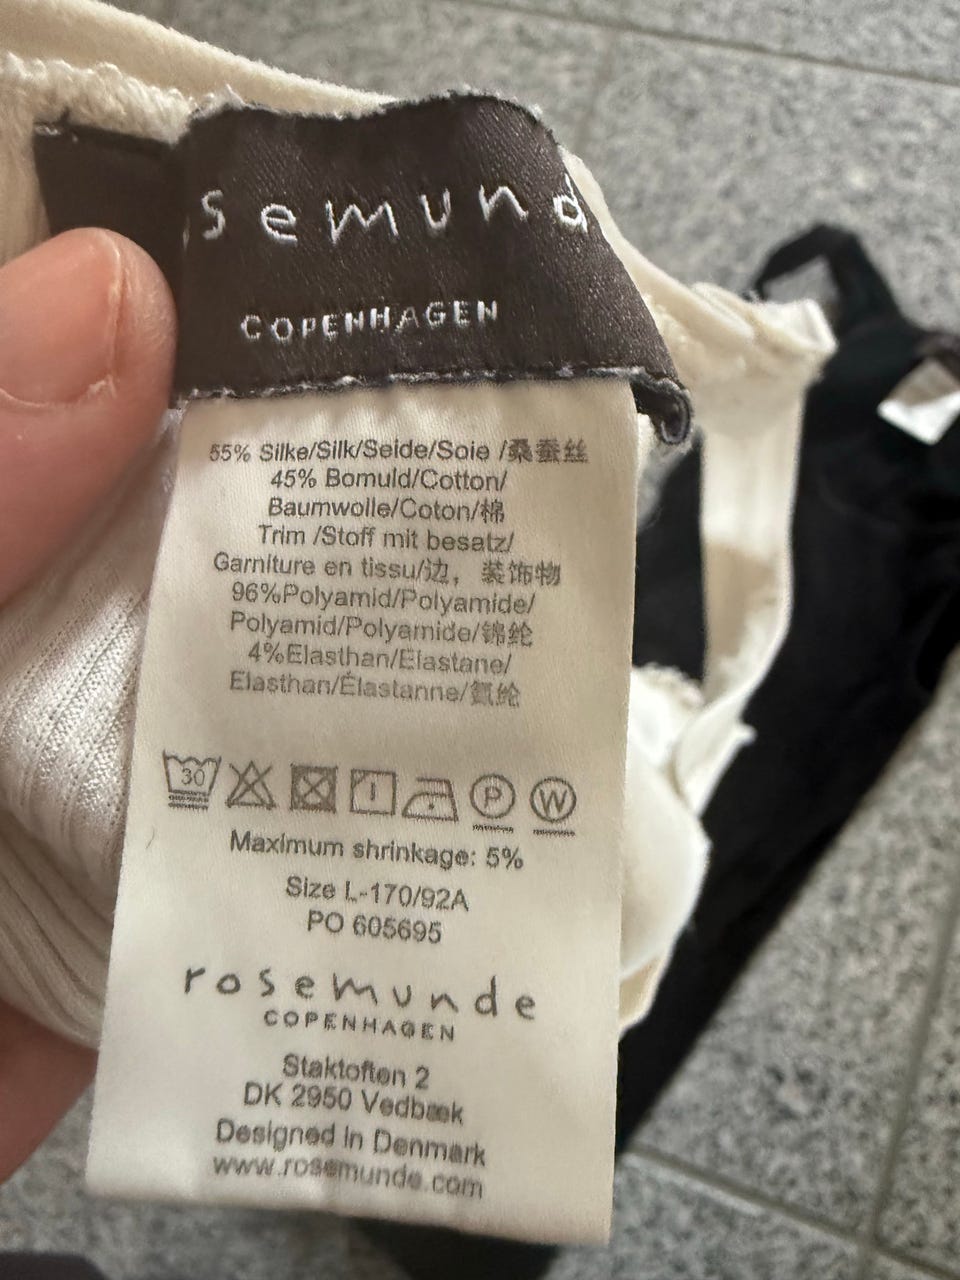 semund
COPENHAGEN
55% Silke/Silk/Seide/Soie /桑蚕丝
45% Bomuld/Cotton/
Baumwolle/Coton/棉
Trim /Stoff mit besatz/
Garniture en tissu/边，装饰物
96%Polyamid/Polyamide/
Polyamid/Polyamide/锦纶
4%Elasthan/Elastane/
Elasthan/Élastanne/氨纶
30
P
W
Maximum shrinkage: 5%
Size L-170/92A
PO 605695
rosemunde
COPENHAGEN
Staktoften 2
DK 2950 Vedbæk
Designed in Denmark
www.rosemunde.com